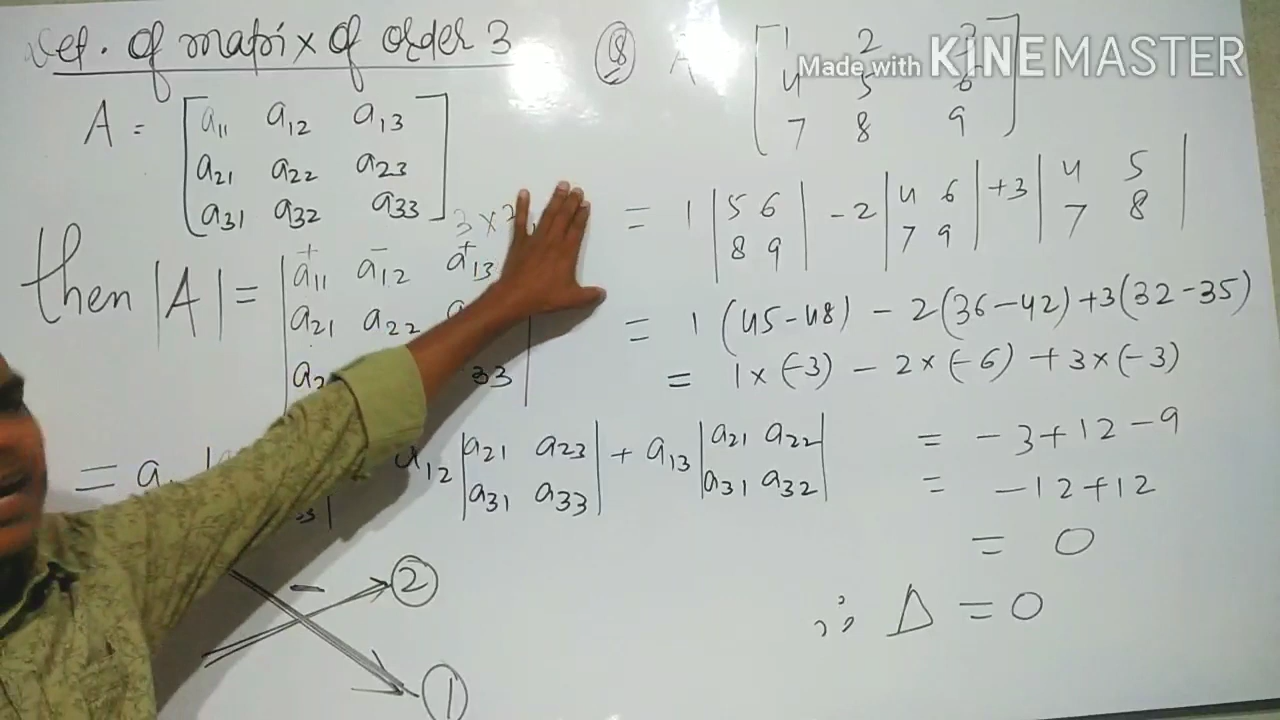 Det. of matrix of order 3
A = [a11 a12 a13
a21 a22 a23
a31 a32 a33] 3×
then |A| = |a11 a12 a13
a21 a22
33|
= a a12 |a21 a23| + a13 |a21 a22|
|a31 a33| |a31 a32|
−
②
①
Ⓠ A [1 2 3
4 5 6
7 8 9]
Made with KINEMASTER
= 1 |5 6| − 2 |4 6| + 3 |4 5|
|8 9| |7 9| |7 8|
= 1 (45−48) − 2(36−42) + 3(32−35)
= 1×(−3) − 2×(−6) + 3×(−3)
= −3+12−9
= −12+12
= 0
∴ Δ = 0